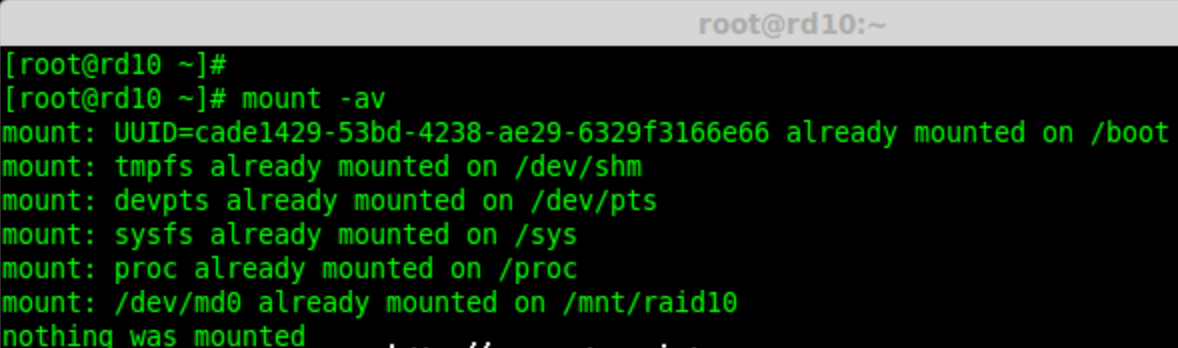 root@rd10:~
[root@rd10 ~]#
[root@rd10 ~]# mount -av
mount: UUID=cade1429-53bd-4238-ae29-6329f3166e66 already mounted on /boot
mount: tmpfs already mounted on /dev/shm
mount: devpts already mounted on /dev/pts
mount: sysfs already mounted on /sys
mount: proc already mounted on /proc
mount: /dev/md0 already mounted on /mnt/raid10
nothing was mounted